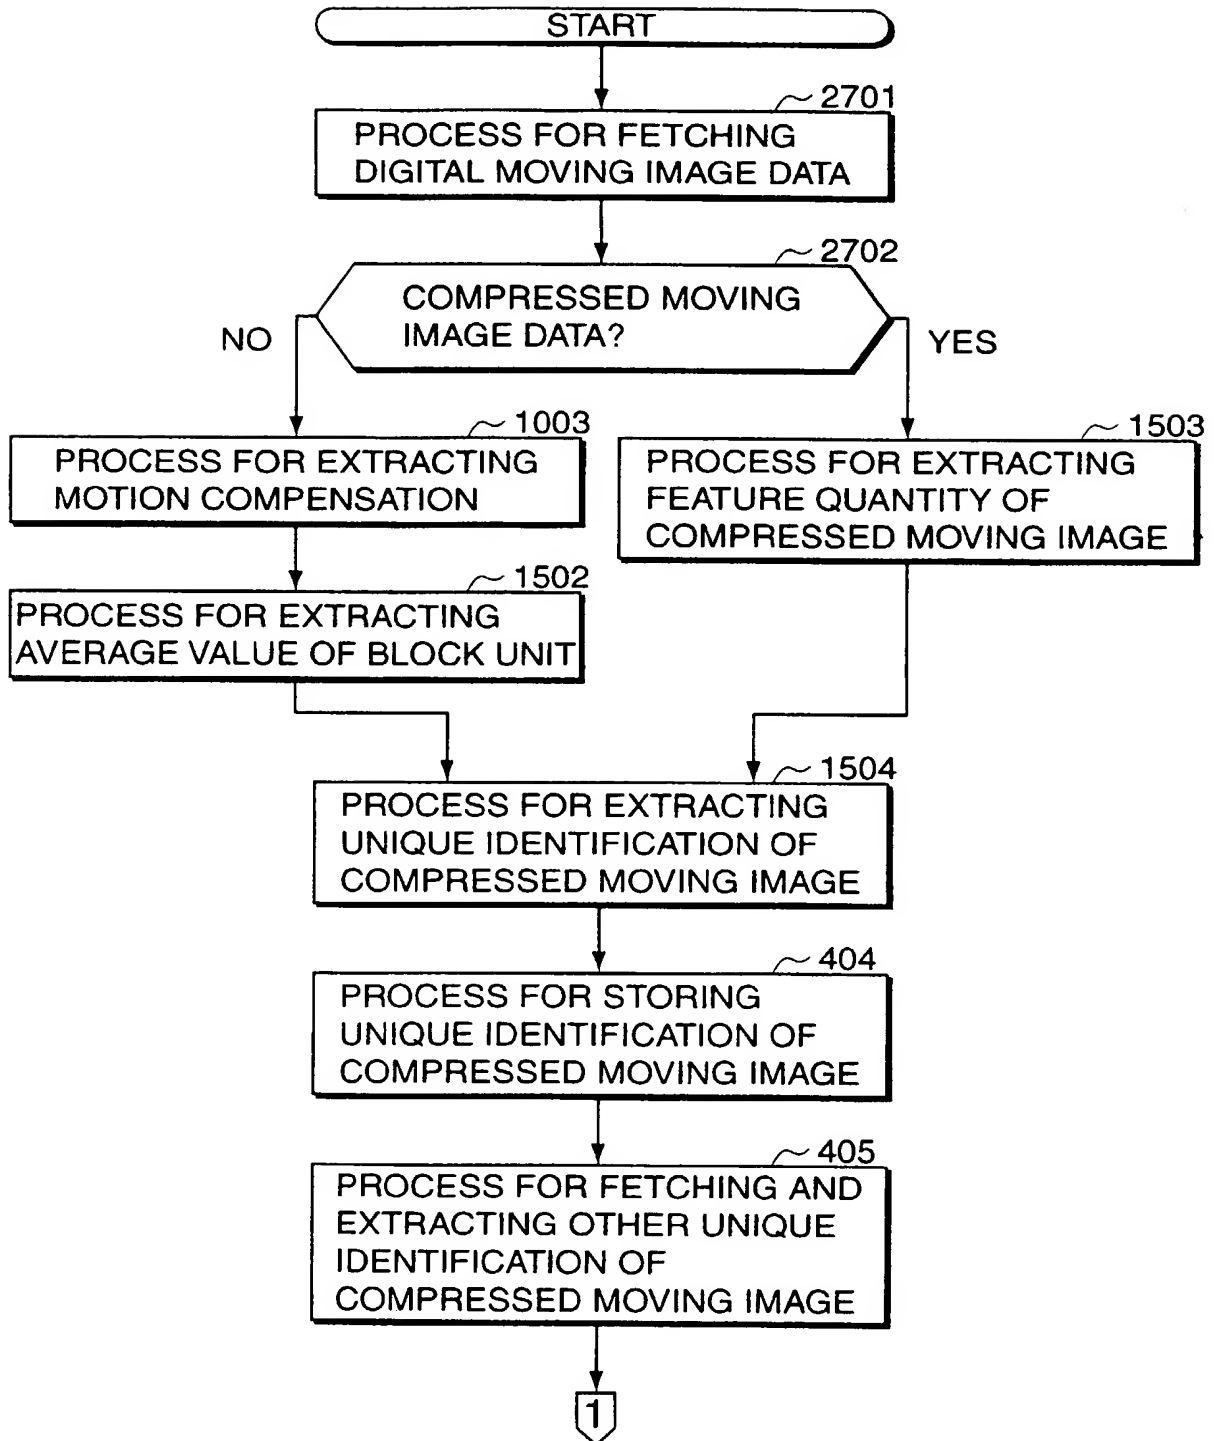 START
2701
PROCESS FOR FETCHING
DIGITAL MOVING IMAGE DATA
2702
COMPRESSED MOVING
IMAGE DATA?
NO
YES
1003
PROCESS FOR EXTRACTING
MOTION COMPENSATION
1503
PROCESS FOR EXTRACTING
FEATURE QUANTITY OF
COMPRESSED MOVING IMAGE
1502
PROCESS FOR EXTRACTING
AVERAGE VALUE OF BLOCK UNIT
1504
PROCESS FOR EXTRACTING
UNIQUE IDENTIFICATION OF
COMPRESSED MOVING IMAGE
404
PROCESS FOR STORING
UNIQUE IDENTIFICATION OF
COMPRESSED MOVING IMAGE
405
PROCESS FOR FETCHING AND
EXTRACTING OTHER UNIQUE
IDENTIFICATION OF
COMPRESSED MOVING IMAGE
1